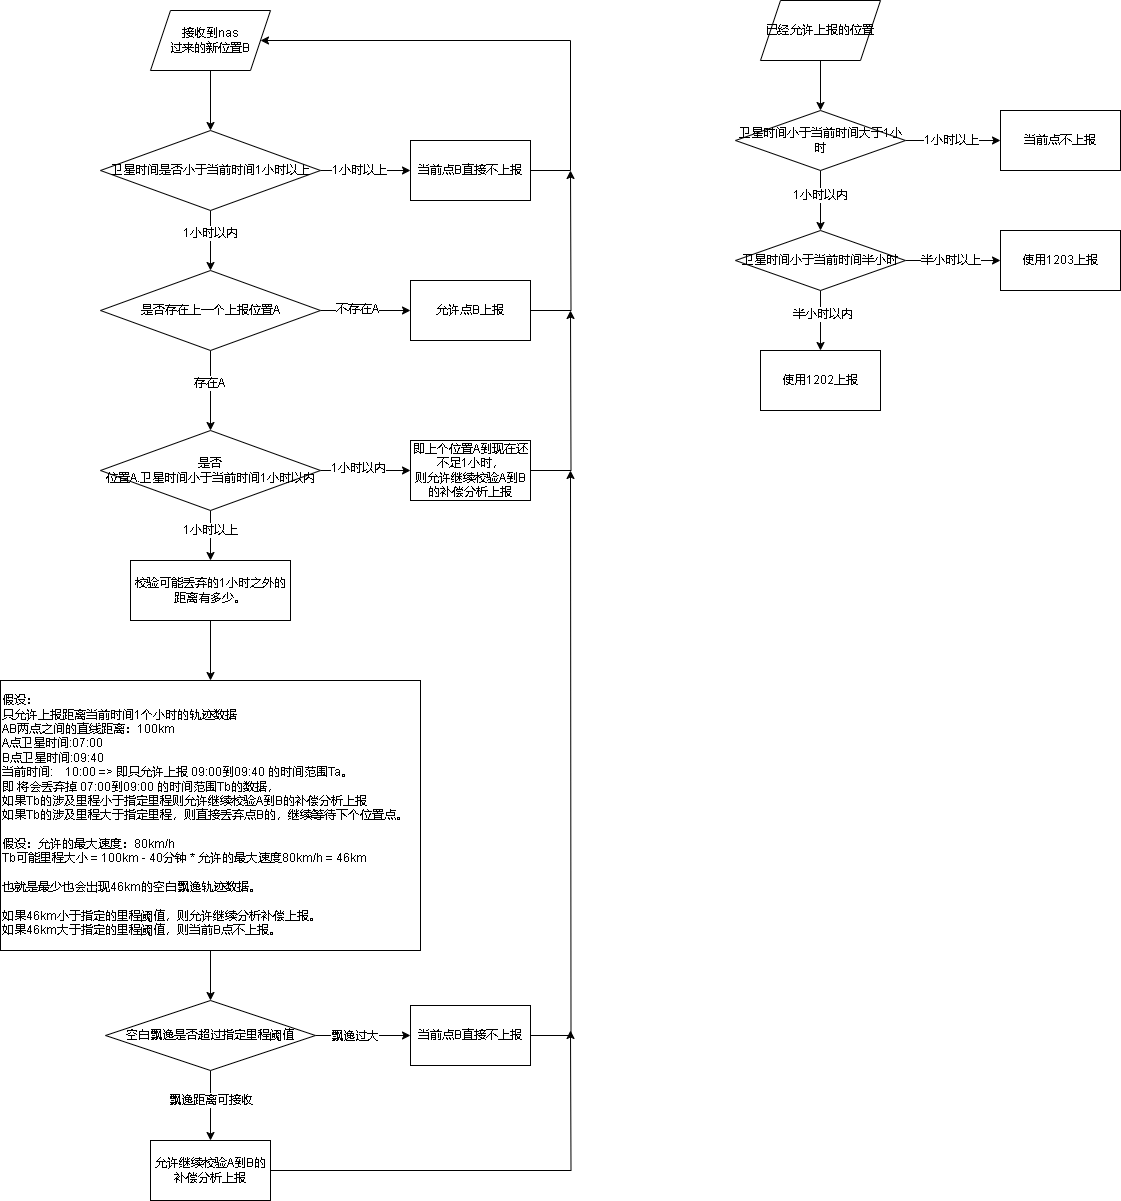 接收到nas
过来的新位置B
卫星时间是否小于当前时间1小时以上
1小时以上
当前点B直接不上报
1小时以内
是否存在上一个上报位置A
不存在A
允许点B上报
存在A
是否
位置A.卫星时间小于当前时间1小时以内
1小时以内
即上个位置A到现在还
不足1小时，
则允许继续校验A到B
的补偿分析上报
1小时以上
校验可能丢弃的1小时之外的
距离有多少。
假设：
只允许上报距离当前时间1个小时的轨迹数据
AB两点之间的直线距离：100km
A点卫星时间:07:00
B点卫星时间:09:40
当前时间:    10:00 => 即只允许上报 09:00到09:40 的时间范围Ta。
即 将会丢弃掉 07:00到09:00 的时间范围Tb的数据，
如果Tb的涉及里程小于指定里程则允许继续校验A到B的补偿分析上报
如果Tb的涉及里程大于指定里程，则直接丢弃点B的，继续等待下个位置点。
假设：允许的最大速度：80km/h
Tb可能里程大小 = 100km - 40分钟 * 允许的最大速度80km/h = 46km
也就是最少也会出现46km的空白飘逸轨迹数据。
如果46km小于指定的里程阈值，则允许继续分析补偿上报。
如果46km大于指定的里程阈值，则当前B点不上报。
空白飘逸是否超过指定里程阈值
飘逸过大
当前点B直接不上报
飘逸距离可接收
允许继续校验A到B的
补偿分析上报
已经允许上报的位置
卫星时间小于当前时间大于1小
时
1小时以上
当前点不上报
1小时以内
卫星时间小于当前时间半小时
半小时以上
使用1203上报
半小时以内
使用1202上报